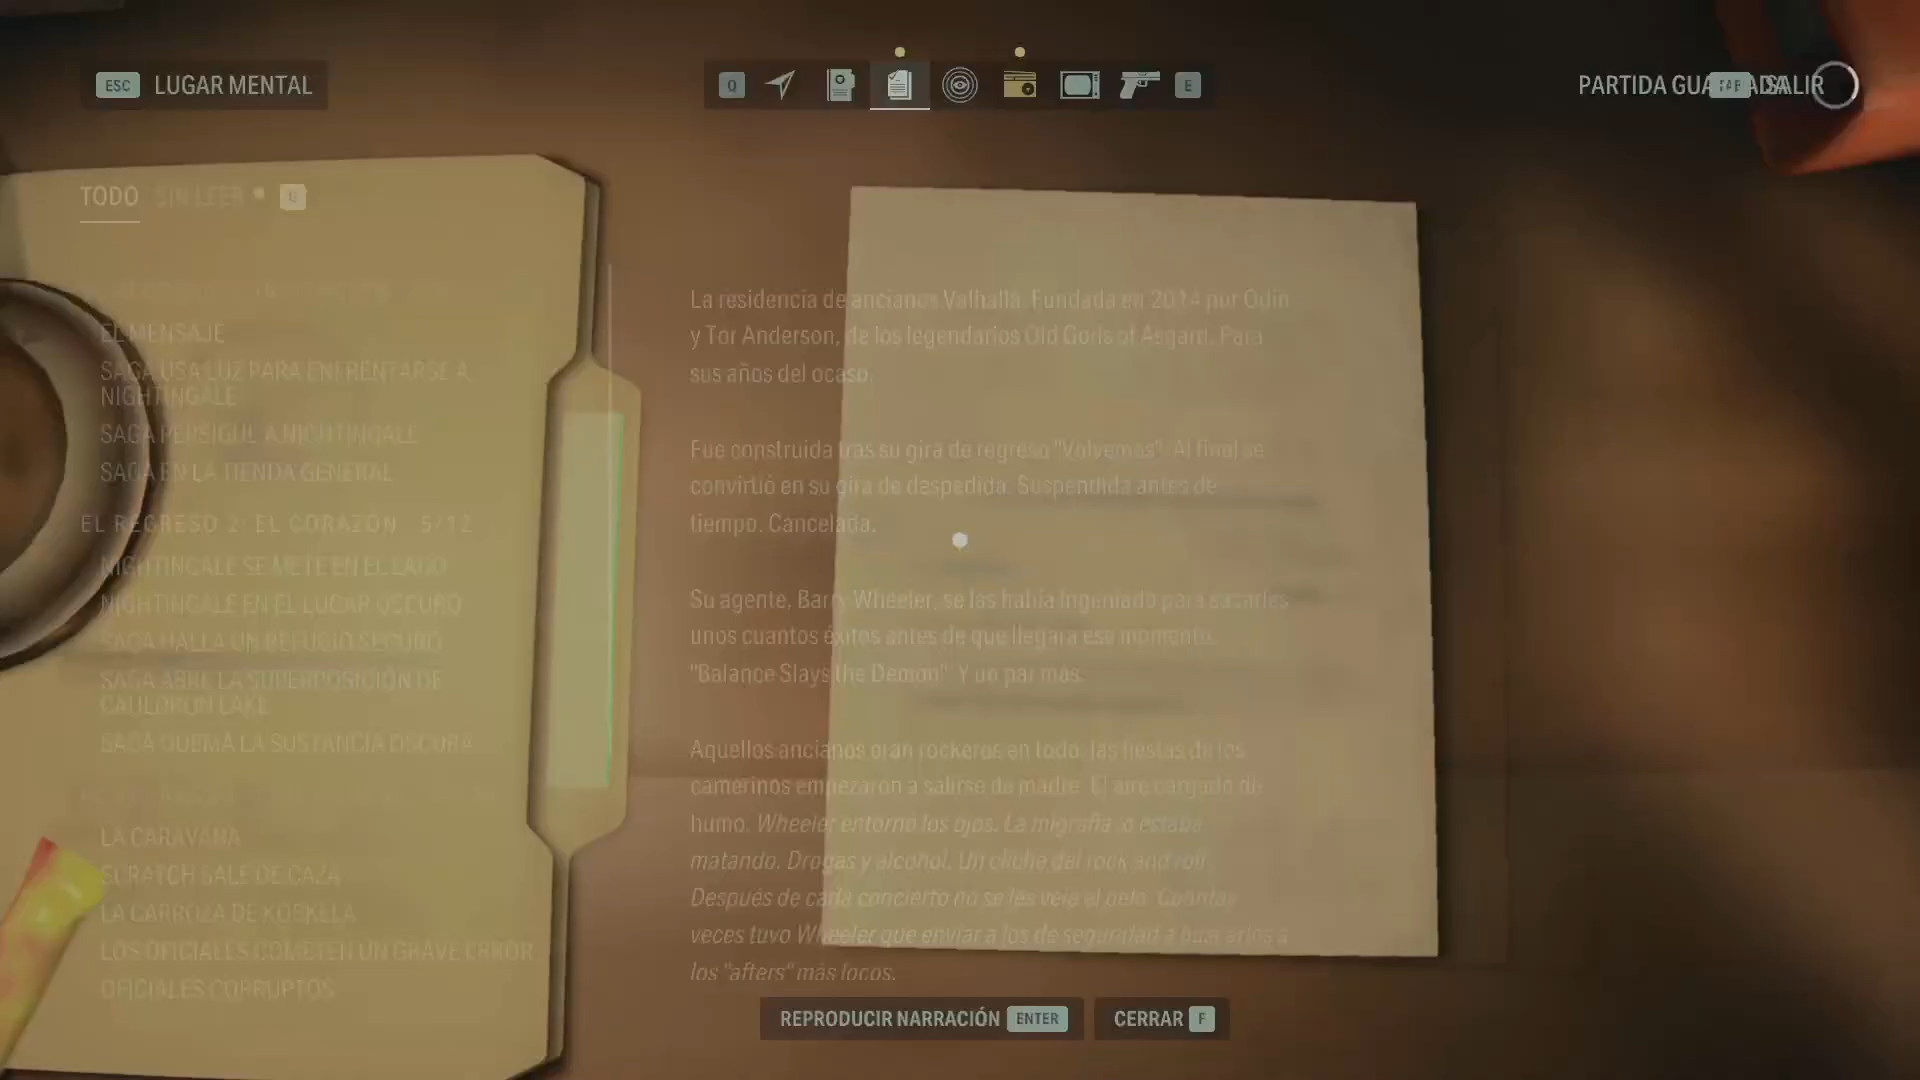 ESC LUGAR MENTAL
Q
E
PARTIDA GUARDADA
TAB SALIR
TODO SIN LEER
EL MENSAJE
SAGA USA LUZ PARA ENFRENTARSE A
NIGHTINGALE
SAGA PERSIGUE A NIGHTINGALE
SAGA EN LA TIENDA GENERAL
EL REGRESO 2: EL CORAZÓN 5/12
NIGHTINGALE SE METE EN EL LAGO
NIGHTINGALE EN EL LUGAR OSCURO
SAGA HALLA UN REFUGIO SEGURO
SAGA ABRE LA SUPERPOSICIÓN DE
CAULDRON LAKE
SAGA QUEMA LA SUSTANCIA OSCURA
LA CARAVANA
SCRATCH SALE DE CAZA
LA CARROZA DE KOSKELA
LOS OFICIALES COMETEN UN GRAVE ERROR
OFICIALES CORRUPTOS
La residencia de ancianos Valhalla. Fundada en 2014 por Odin
y Tor Anderson, de los legendarios Old Gods of Asgard. Para
sus años del ocaso.
Fue construida tras su gira de regreso "Volvemos". Al final se
convirtió en su gira de despedida. Suspendida antes de
tiempo. Cancelada.
Su agente, Barry Wheeler, se las había ingeniado para sacarles
unos cuantos éxitos antes de que llegara ese momento.
"Balance Slays the Demon". Y un par más.
Aquellos ancianos eran rockeros en todo, las fiestas de los
camerinos empezaron a salirse de madre. El aire cargado de
humo. Wheeler entornó los ojos. La migraña lo estaba
matando. Drogas y alcohol. Un cliché del rock and roll.
Después de cada concierto no se les veía el pelo. Cuántas
veces tuvo Wheeler que enviar a los de seguridad a buscarlos a
los "afters" más locos.
REPRODUCIR NARRACIÓN ENTER CERRAR F